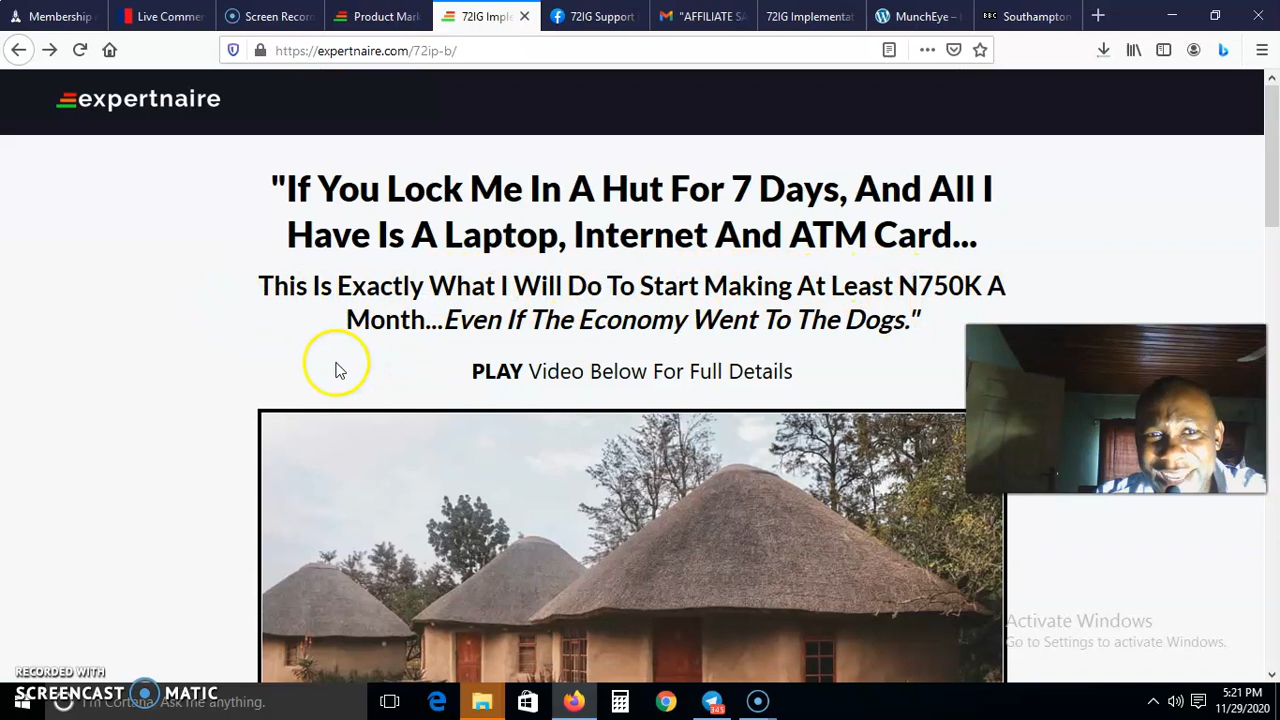 Membership
Live Commer
Screen Recor
Product Mark
72IG Imple
72IG Support
"AFFILIATE SA
72IG Implementat
MunchEye –
BBC Southampton
https://expertnaire.com/72ip-b/
expertnaire
"If You Lock Me In A Hut For 7 Days, And All I
Have Is A Laptop, Internet And ATM Card...
This Is Exactly What I Will Do To Start Making At Least N750K A
Month...Even If The Economy Went To The Dogs."
PLAY Video Below For Full Details
Activate Windows
Go to Settings to activate Windows.
RECORDED WITH
SCREENCAST MATIC
I'm Cortana. Ask me anything.
345
5:21 PM
11/29/2020